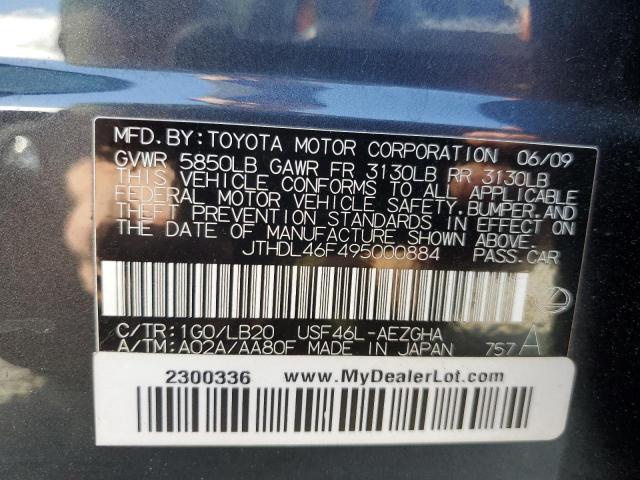 MFD. BY: TOYOTA MOTOR CORPORATION 06/09
GVWR 5850LB GAWR FR 3130LB RR 3130LB
THIS VEHICLE CONFORMS TO ALL APPLICABLE
FEDERAL MOTOR VEHICLE SAFETY, BUMPER, AND
THEFT PREVENTION STANDARDS IN EFFECT ON
THE DATE OF MANUFACTURE SHOWN ABOVE.
JTHDL46F495000884 PASS. CAR
C/TR: 1G0/LB20 USF46L-AEZGHA
A/TM: A02A/AA80F MADE IN JAPAN 757 A
2300336 www.MyDealerLot.com